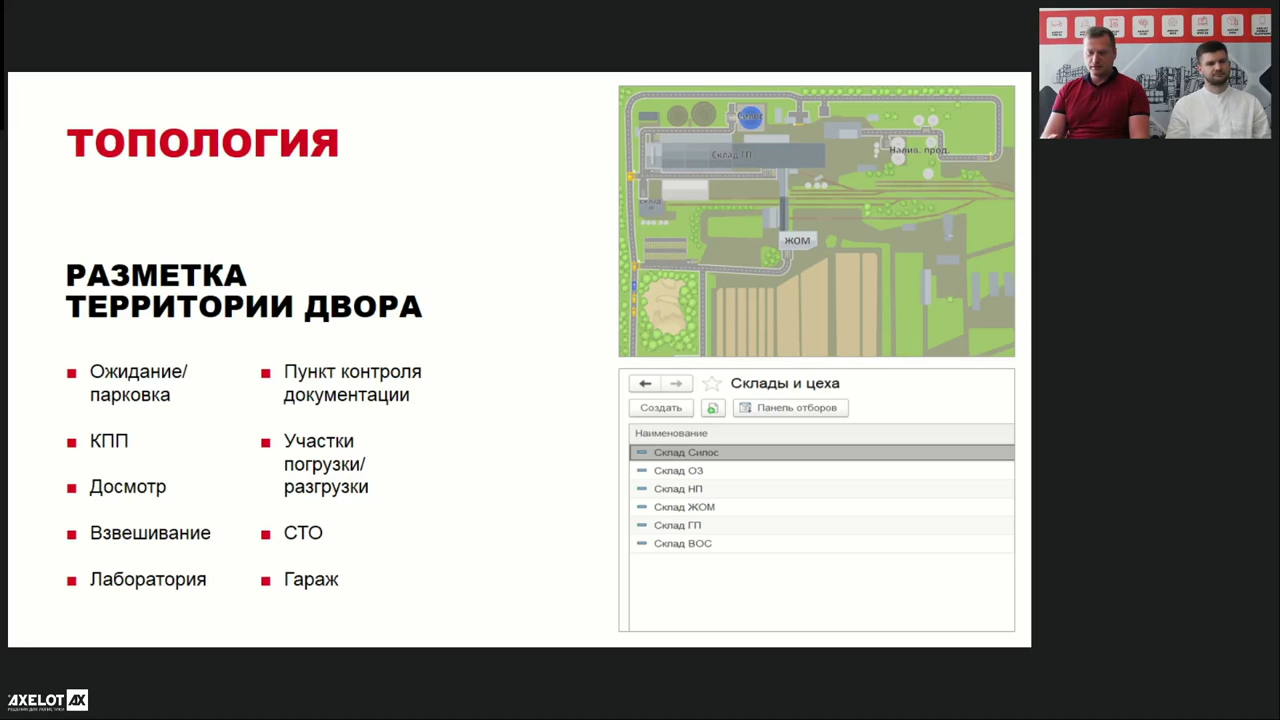 ТОПОЛОГИЯ
РАЗМЕТКА
ТЕРРИТОРИИ ДВОРА
Ожидание/
парковка
КПП
Досмотр
Взвешивание
Лаборатория
Пункт контроля
документации
Участки
погрузки/
разгрузки
СТО
Гараж
Склад ГП
Налив. прод.
ЖОМ
Склады и цеха
Создать
Панель отборов
Наименование
Склад Силос
Склад ОЗ
Склад НП
Склад ЖОМ
Склад ГП
Склад ВОС
AXELOT AX